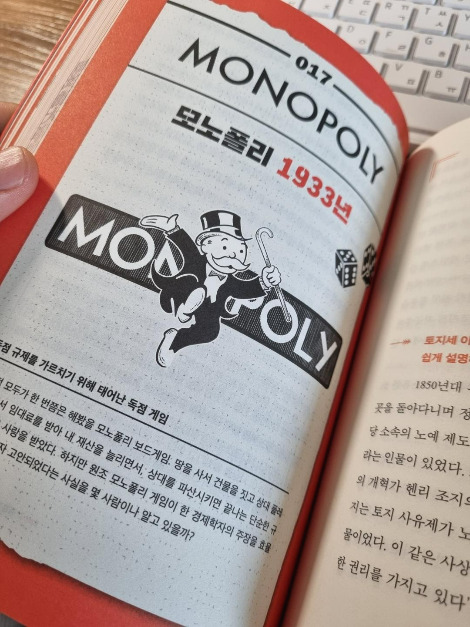 017
MONOPOLY
모노폴리 1933년
MONOPOLY
독점 규제를 가르치기 위해 태어난 독점 게임
모두가 한 번쯤은 해봤을 모노폴리 보드게임. 땅을 사서 건물을 짓고 상대 플레
서 임대료를 받아 내 재산을 늘리면서, 상대를 파산시키면 끝나는 단순한 규
사랑을 받았다. 하지만 원조 모노폴리 게임이 한 경제학자의 주장을 효율
고안되었다는 사실을 몇 사람이나 알고 있을까?
토지세 이
쉽게 설명
1850년대
곳을 돌아다니며 정
당 소속의 노예 제도
라는 인물이 있었다.
의 개혁가 헨리 조지으
지는 토지 사유제가 노
물이었다. 이 같은 사상
한 권리를 가지고 있다"